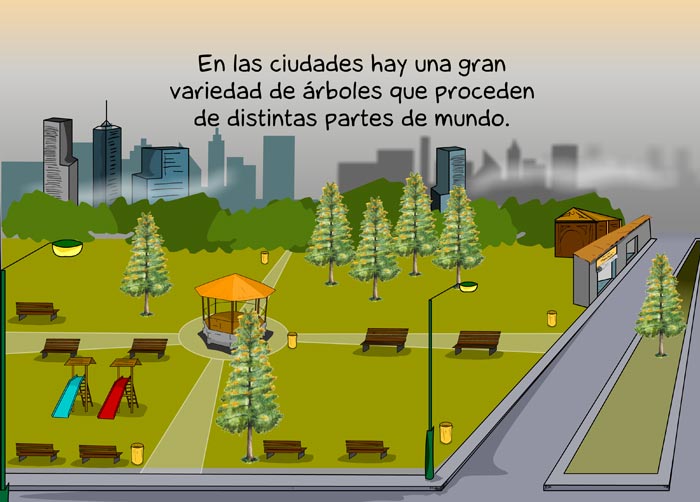 En las ciudades hay una gran
variedad de árboles que proceden
de distintas partes de mundo.